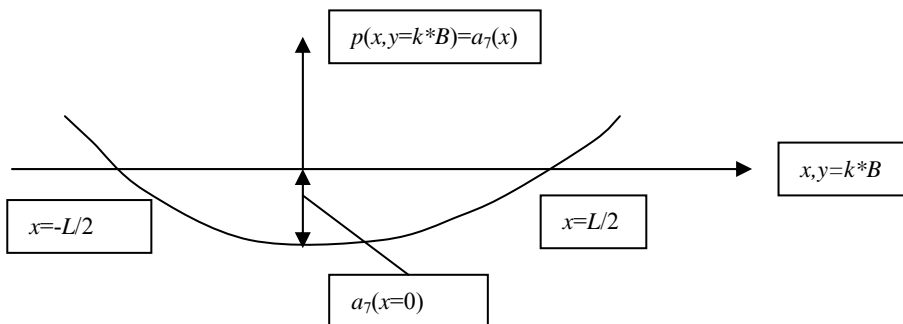 p(x,y=k*B)=a₇(x)
x,y=k*B
x=-L/2
x=L/2
a₇(x=0)